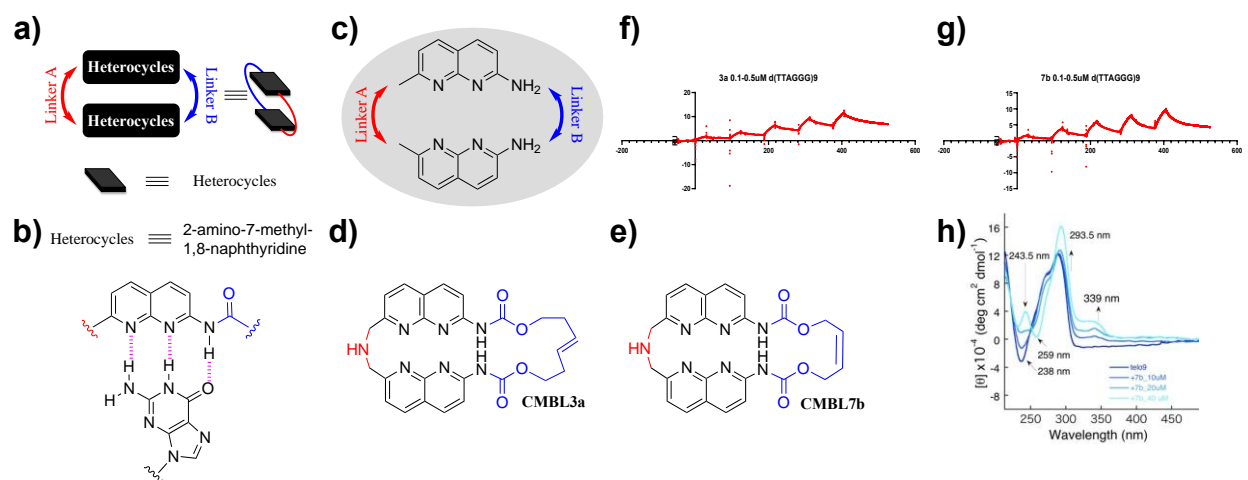 a)
Linker A
Heterocycles
Heterocycles
Linker B
Heterocycles
b)
Heterocycles
2-amino-7-methyl-
1,8-naphthyridine
O
N
N
N
H
H
H
H
N
H
N
O
N
N
N
c)
N
N
NH2
Linker A
Linker B
N
N
NH2
d)
N
N
NH
O
O
HN
H
N
N
N
O
O
CMBL3a
e)
N
N
NH
O
O
HN
H
N
N
N
O
O
CMBL7b
f)
3a 0.1-0.5uM d(TTAGGG)9
20
10
-200
200
400
600
-10
-20
g)
7b 0.1-0.5uM d(TTAGGG)9
15
10
5
-200
200
400
600
-5
-10
-15
h)
[θ] x10⁻⁴ (deg cm² dmol⁻¹)
16
12
8
4
0
-4
-8
243.5 nm
293.5 nm
339 nm
259 nm
238 nm
telo9
+7b_10uM
+7b_20uM
+7b_40 uM
250
300
350
400
450
Wavelength (nm)